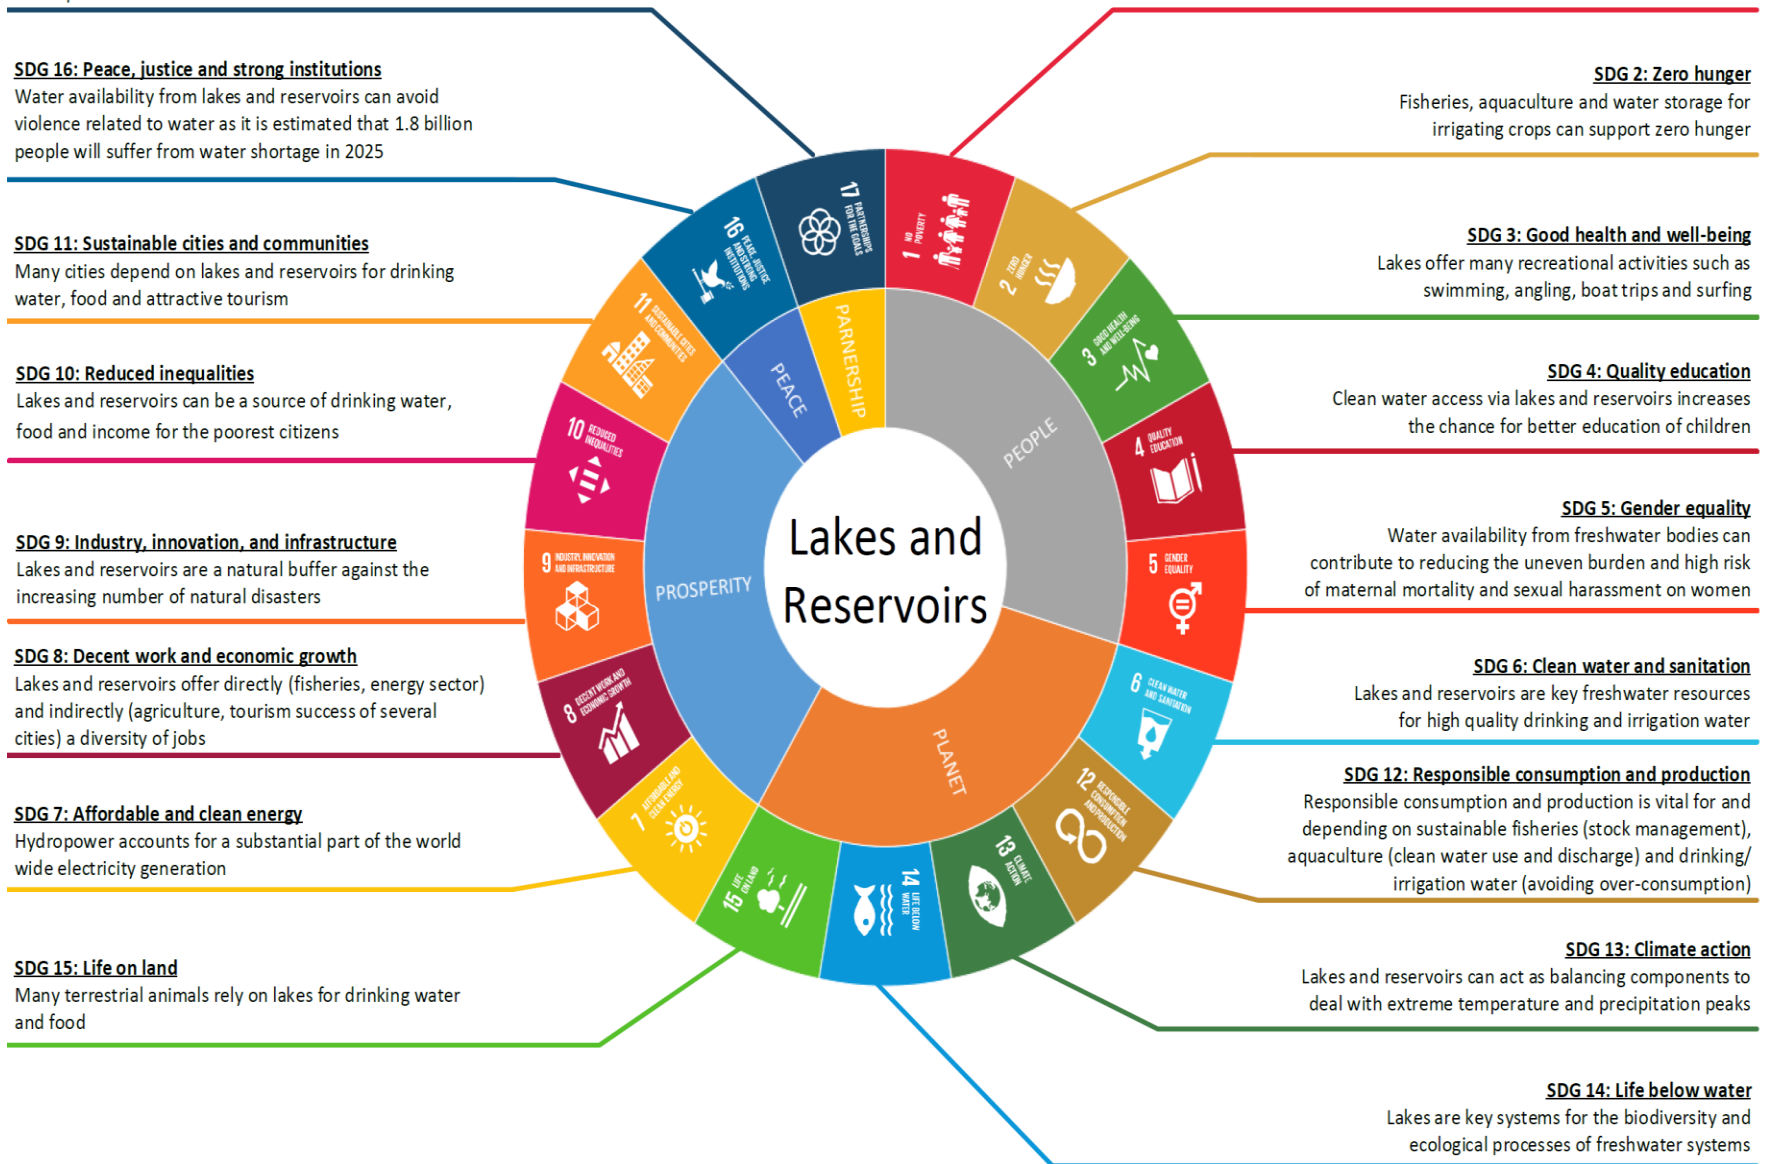 SDG 16: Peace, justice and strong institutions
Water availability from lakes and reservoirs can avoid
violence related to water as it is estimated that 1.8 billion
people will suffer from water shortage in 2025
SDG 11: Sustainable cities and communities
Many cities depend on lakes and reservoirs for drinking
water, food and attractive tourism
SDG 10: Reduced inequalities
Lakes and reservoirs can be a source of drinking water,
food and income for the poorest citizens
SDG 9: Industry, innovation, and infrastructure
Lakes and reservoirs are a natural buffer against the
increasing number of natural disasters
SDG 8: Decent work and economic growth
Lakes and reservoirs offer directly (fisheries, energy sector)
and indirectly (agriculture, tourism success of several
cities) a diversity of jobs
SDG 7: Affordable and clean energy
Hydropower accounts for a substantial part of the world
wide electricity generation
SDG 15: Life on land
Many terrestrial animals rely on lakes for drinking water
and food
17 PARTNERSHIPS
FOR THE GOALS
1 NO
POVERTY
2 ZERO
HUNGER
3 GOOD HEALTH
AND WELL-BEING
4 QUALITY
EDUCATION
5 GENDER
EQUALITY
6 CLEAN WATER
AND SANITATION
12 RESPONSIBLE
CONSUMPTION
AND PRODUCTION
13 CLIMATE
ACTION
14 LIFE BELOW
WATER
15 LIFE
ON LAND
7 AFFORDABLE AND
CLEAN ENERGY
8 DECENT WORK AND
ECONOMIC GROWTH
9 INDUSTRY, INNOVATION
AND INFRASTRUCTURE
10 REDUCED
INEQUALITIES
11 SUSTAINABLE CITIES
AND COMMUNITIES
16 PEACE, JUSTICE
AND STRONG
INSTITUTIONS
PARNERSHIP
PEOPLE
PLANET
PROSPERITY
PEACE
Lakes and
Reservoirs
SDG 2: Zero hunger
Fisheries, aquaculture and water storage for
irrigating crops can support zero hunger
SDG 3: Good health and well-being
Lakes offer many recreational activities such as
swimming, angling, boat trips and surfing
SDG 4: Quality education
Clean water access via lakes and reservoirs increases
the chance for better education of children
SDG 5: Gender equality
Water availability from freshwater bodies can
contribute to reducing the uneven burden and high risk
of maternal mortality and sexual harassment on women
SDG 6: Clean water and sanitation
Lakes and reservoirs are key freshwater resources
for high quality drinking and irrigation water
SDG 12: Responsible consumption and production
Responsible consumption and production is vital for and
depending on sustainable fisheries (stock management),
aquaculture (clean water use and discharge) and drinking/
irrigation water (avoiding over-consumption)
SDG 13: Climate action
Lakes and reservoirs can act as balancing components to
deal with extreme temperature and precipitation peaks
SDG 14: Life below water
Lakes are key systems for the biodiversity and
ecological processes of freshwater systems